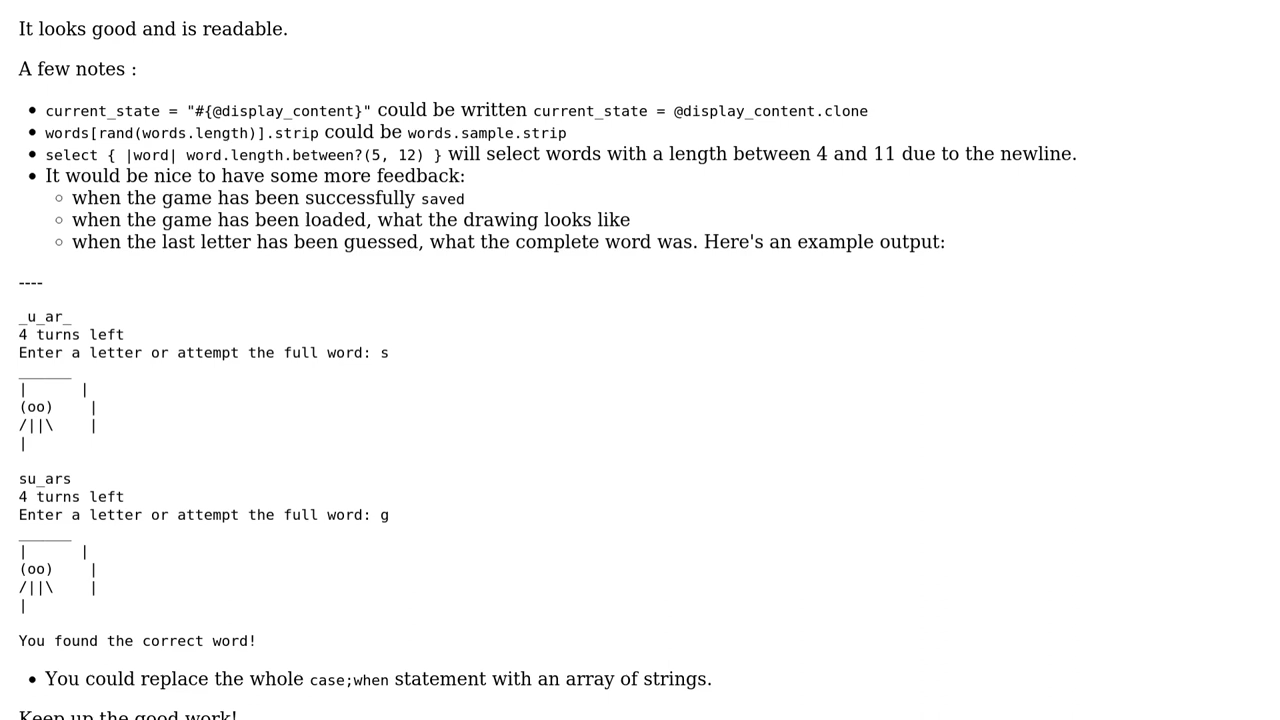 It looks good and is readable.
A few notes :
current_state = "#{@display_content}" could be written current_state = @display_content.clone
words[rand(words.length)].strip could be words.sample.strip
select { |word| word.length.between?(5, 12) } will select words with a length between 4 and 11 due to the newline.
It would be nice to have some more feedback:
when the game has been successfully saved
when the game has been loaded, what the drawing looks like
when the last letter has been guessed, what the complete word was. Here's an example output:
----
_u_ar_
4 turns left
Enter a letter or attempt the full word: s
______
|      |
(oo)    |
/||\    |
|
su_ars
4 turns left
Enter a letter or attempt the full word: g
______
|      |
(oo)    |
/||\    |
|
You found the correct word!
You could replace the whole case;when statement with an array of strings.
Keep up the good work!